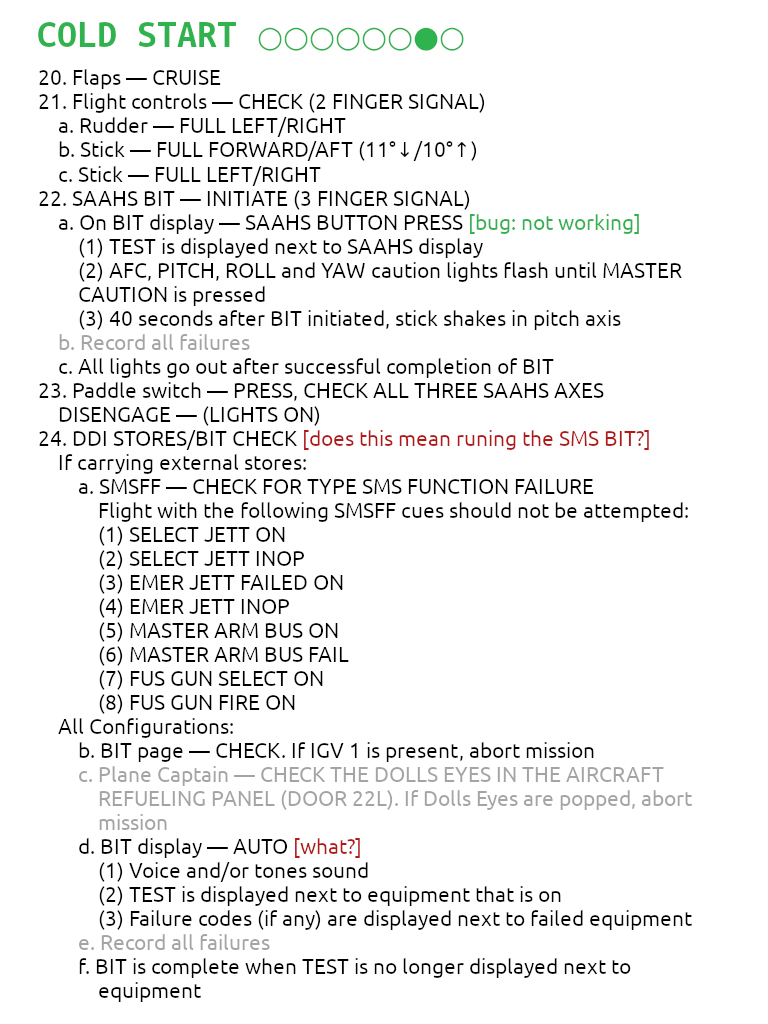 COLD START ○○○○○○●○
20. Flaps — CRUISE
21. Flight controls — CHECK (2 FINGER SIGNAL)
a. Rudder — FULL LEFT/RIGHT
b. Stick — FULL FORWARD/AFT (11°↓/10°↑)
c. Stick — FULL LEFT/RIGHT
22. SAAHS BIT — INITIATE (3 FINGER SIGNAL)
a. On BIT display — SAAHS BUTTON PRESS [bug: not working]
(1) TEST is displayed next to SAAHS display
(2) AFC, PITCH, ROLL and YAW caution lights flash until MASTER
CAUTION is pressed
(3) 40 seconds after BIT initiated, stick shakes in pitch axis
b. Record all failures
c. All lights go out after successful completion of BIT
23. Paddle switch — PRESS, CHECK ALL THREE SAAHS AXES
DISENGAGE — (LIGHTS ON)
24. DDI STORES/BIT CHECK [does this mean runing the SMS BIT?]
If carrying external stores:
a. SMSFF — CHECK FOR TYPE SMS FUNCTION FAILURE
Flight with the following SMSFF cues should not be attempted:
(1) SELECT JETT ON
(2) SELECT JETT INOP
(3) EMER JETT FAILED ON
(4) EMER JETT INOP
(5) MASTER ARM BUS ON
(6) MASTER ARM BUS FAIL
(7) FUS GUN SELECT ON
(8) FUS GUN FIRE ON
All Configurations:
b. BIT page — CHECK. If IGV 1 is present, abort mission
c. Plane Captain — CHECK THE DOLLS EYES IN THE AIRCRAFT
REFUELING PANEL (DOOR 22L). If Dolls Eyes are popped, abort
mission
d. BIT display — AUTO [what?]
(1) Voice and/or tones sound
(2) TEST is displayed next to equipment that is on
(3) Failure codes (if any) are displayed next to failed equipment
e. Record all failures
f. BIT is complete when TEST is no longer displayed next to
equipment